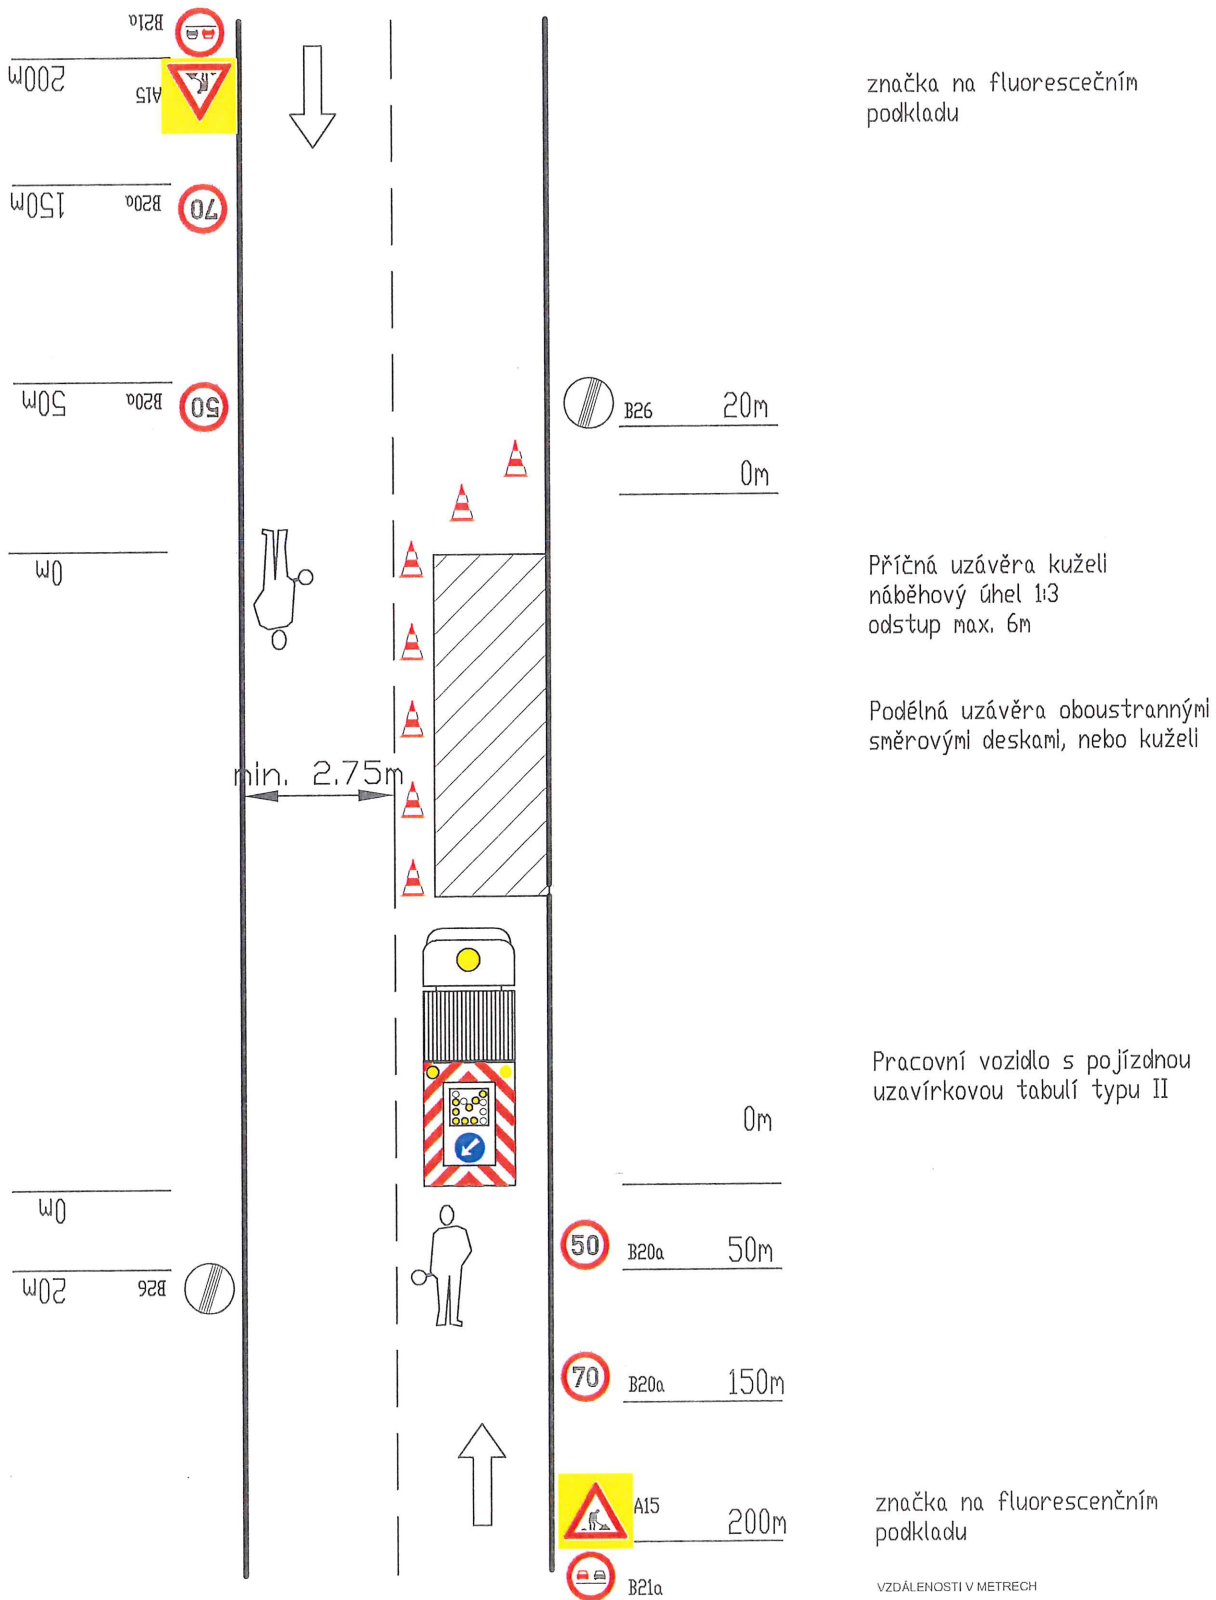 B21a
200m
A15
značka na fluorescečním
podkladu
150m
B20a
70
50m
B20a
50
B26 20m
0m
0m
Příčná uzávěra kuželi
náběhový úhel 1:3
odstup max. 6m
Podélná uzávěra oboustrannými
směrovými deskami, nebo kuželi
min. 2.75m
Pracovní vozidlo s pojízdnou
uzavírkovou tabulí typu II
0m
0m
50 B20a 50m
20m B26
70 B20a 150m
A15 200m
značka na fluorescenčním
podkladu
B21a
VZDÁLENOSTI V METRECH